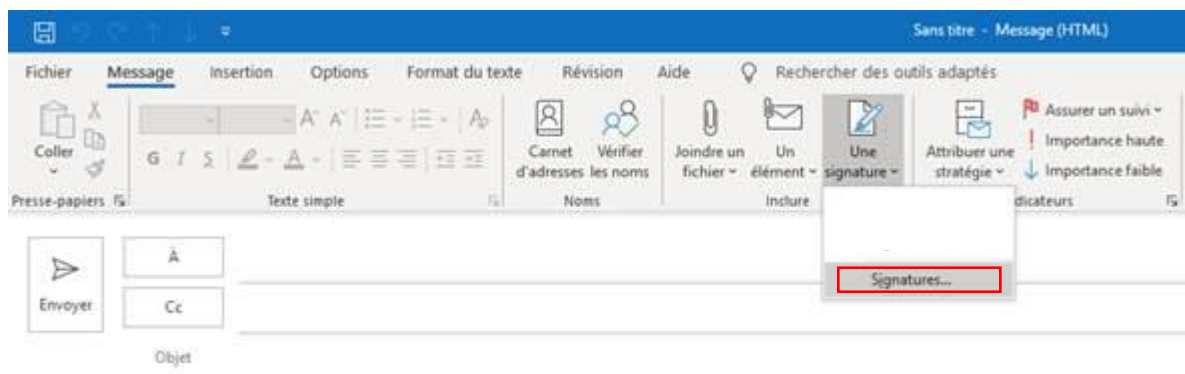 Sans titre - Message (HTML)
Fichier Message Insertion Options Format du texte Révision Aide Rechercher des outils adaptés
Coller
G I S
Carnet d'adresses
Vérifier les noms
Joindre un fichier
Un élément
Une signature
Attribuer une stratégie
Assurer un suivi
Importance haute
Importance faible
Presse-papiers Texte simple Noms Inclure dicateurs
Signatures...
Envoyer
À
Cc
Objet